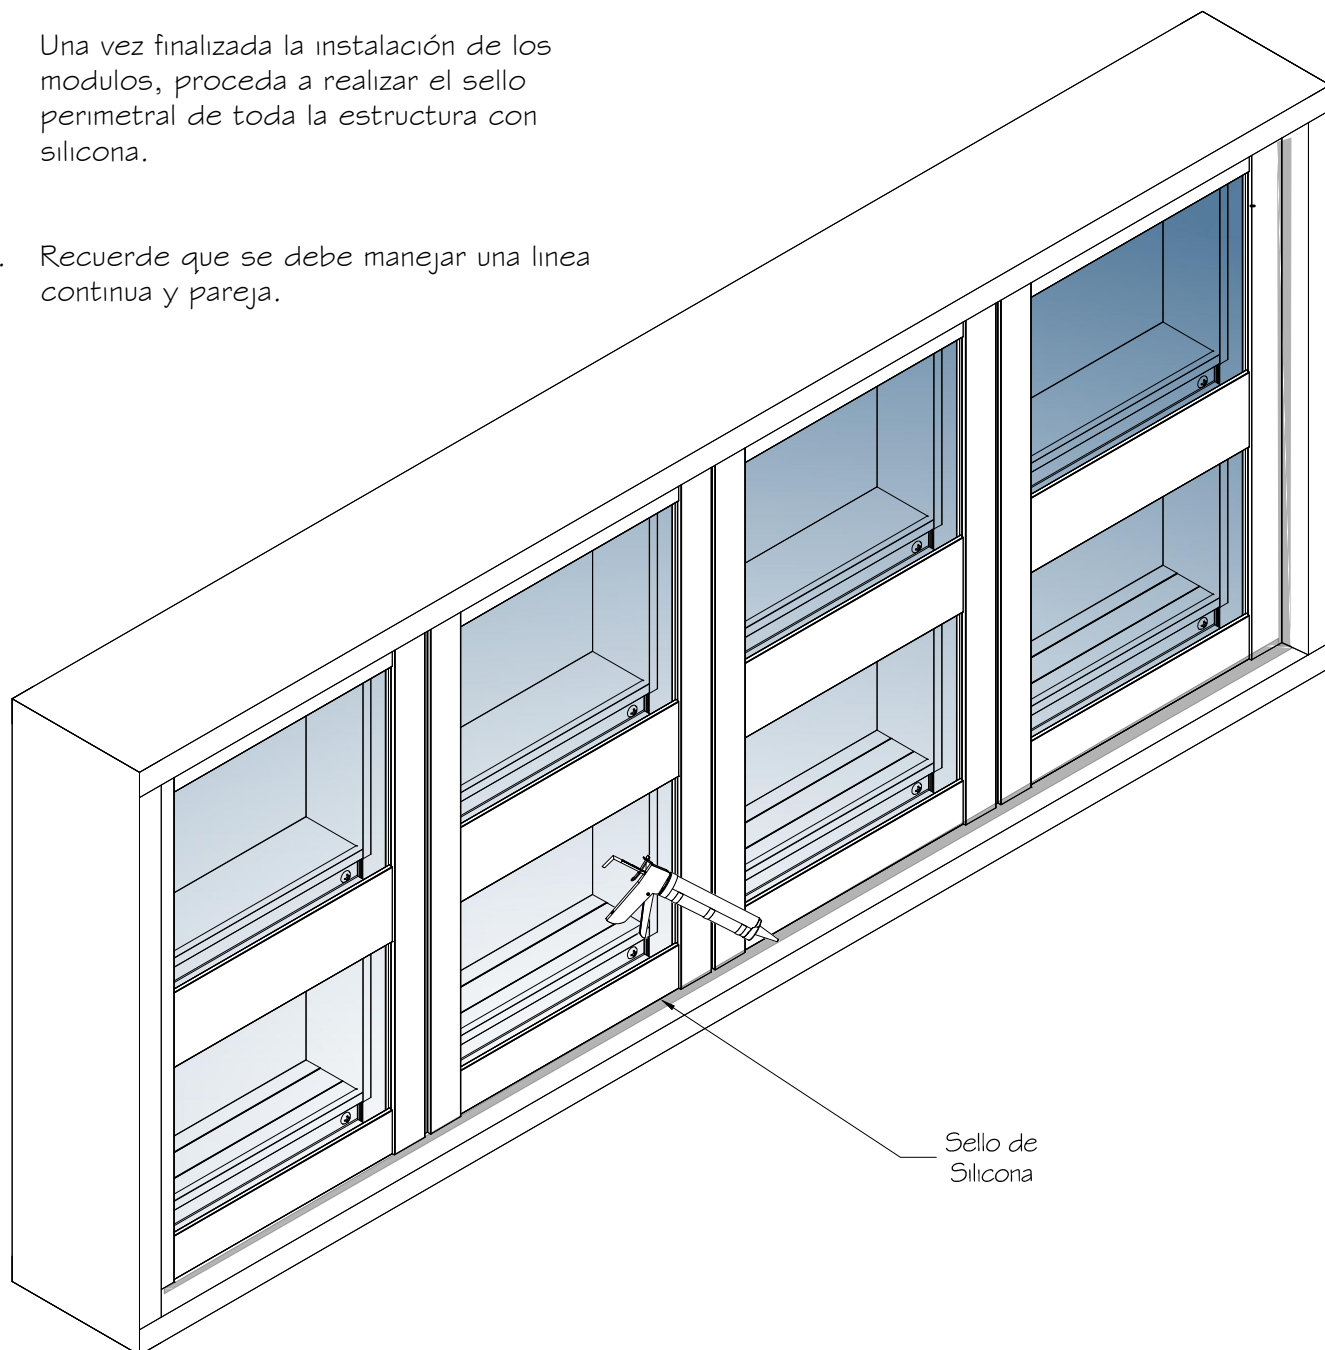 Una vez finalizada la instalación de los
modulos, proceda a realizar el sello
perimetral de toda la estructura con
silicona.
. Recuerde que se debe manejar una linea
continua y pareja.
Sello de
Silicona